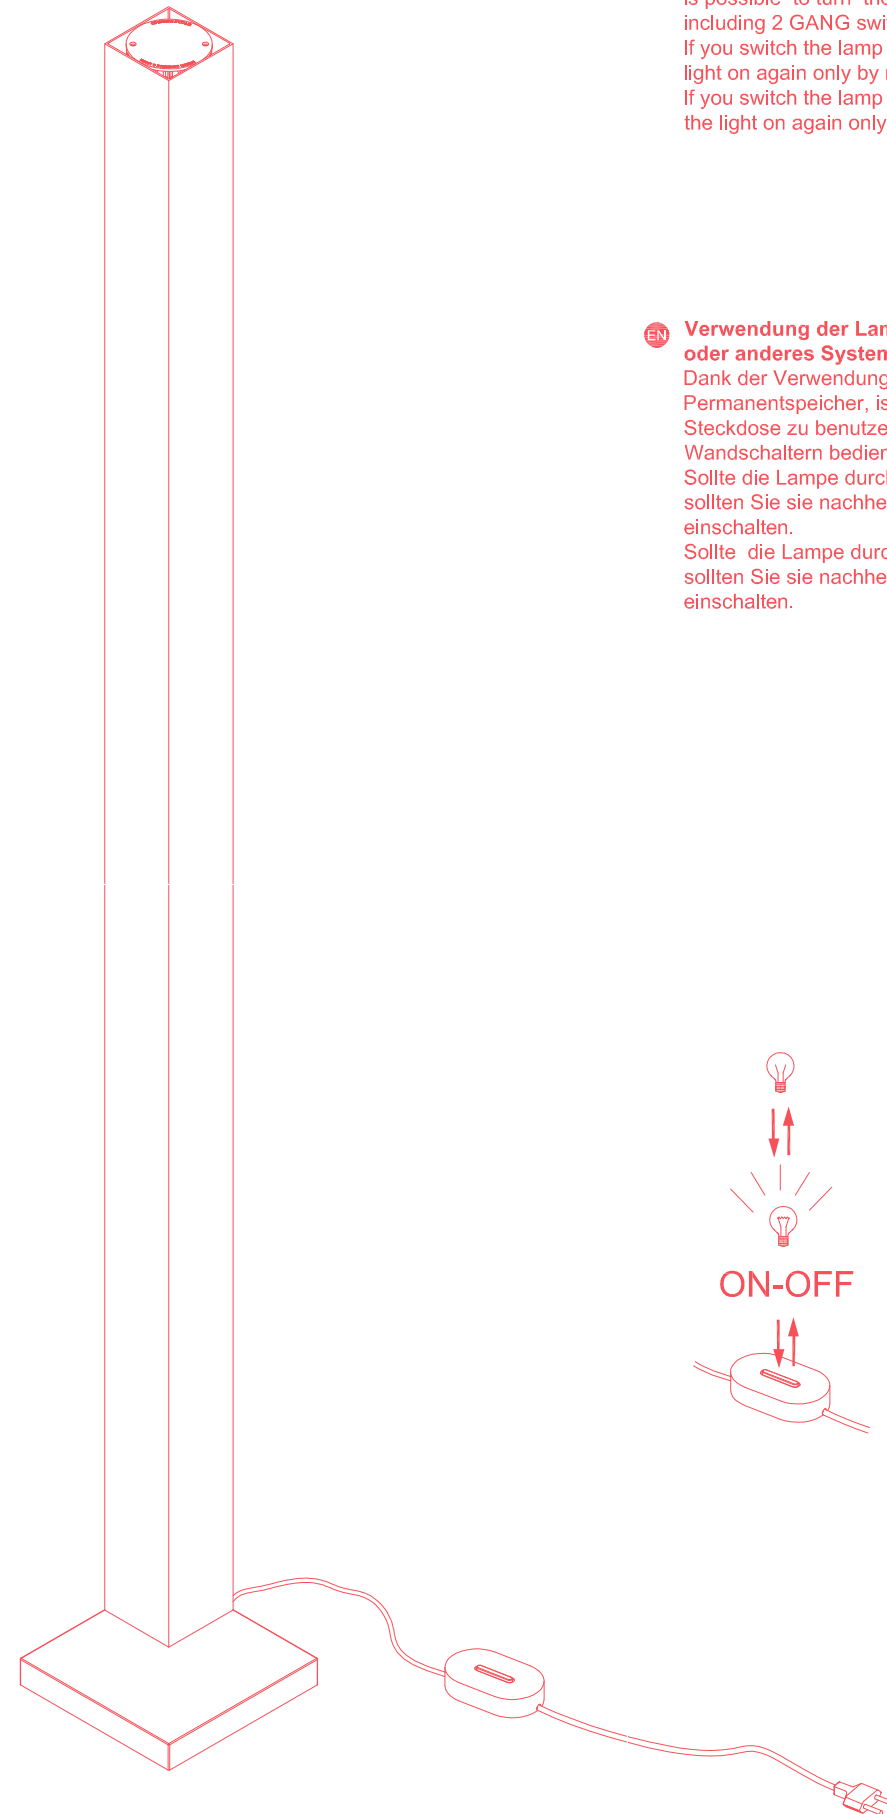 is possible to turn the
including 2 GANG swi
If you switch the lamp
light on again only by
If you switch the lamp
the light on again only
EN
Verwendung der Lam
oder anderes System
Dank der Verwendung
Permanentspeicher, is
Steckdose zu benutze
Wandschaltern bedien
Sollte die Lampe durch
sollten Sie sie nachhe
einschalten.
Sollte die Lampe durc
sollten Sie sie nachhe
einschalten.
ON-OFF